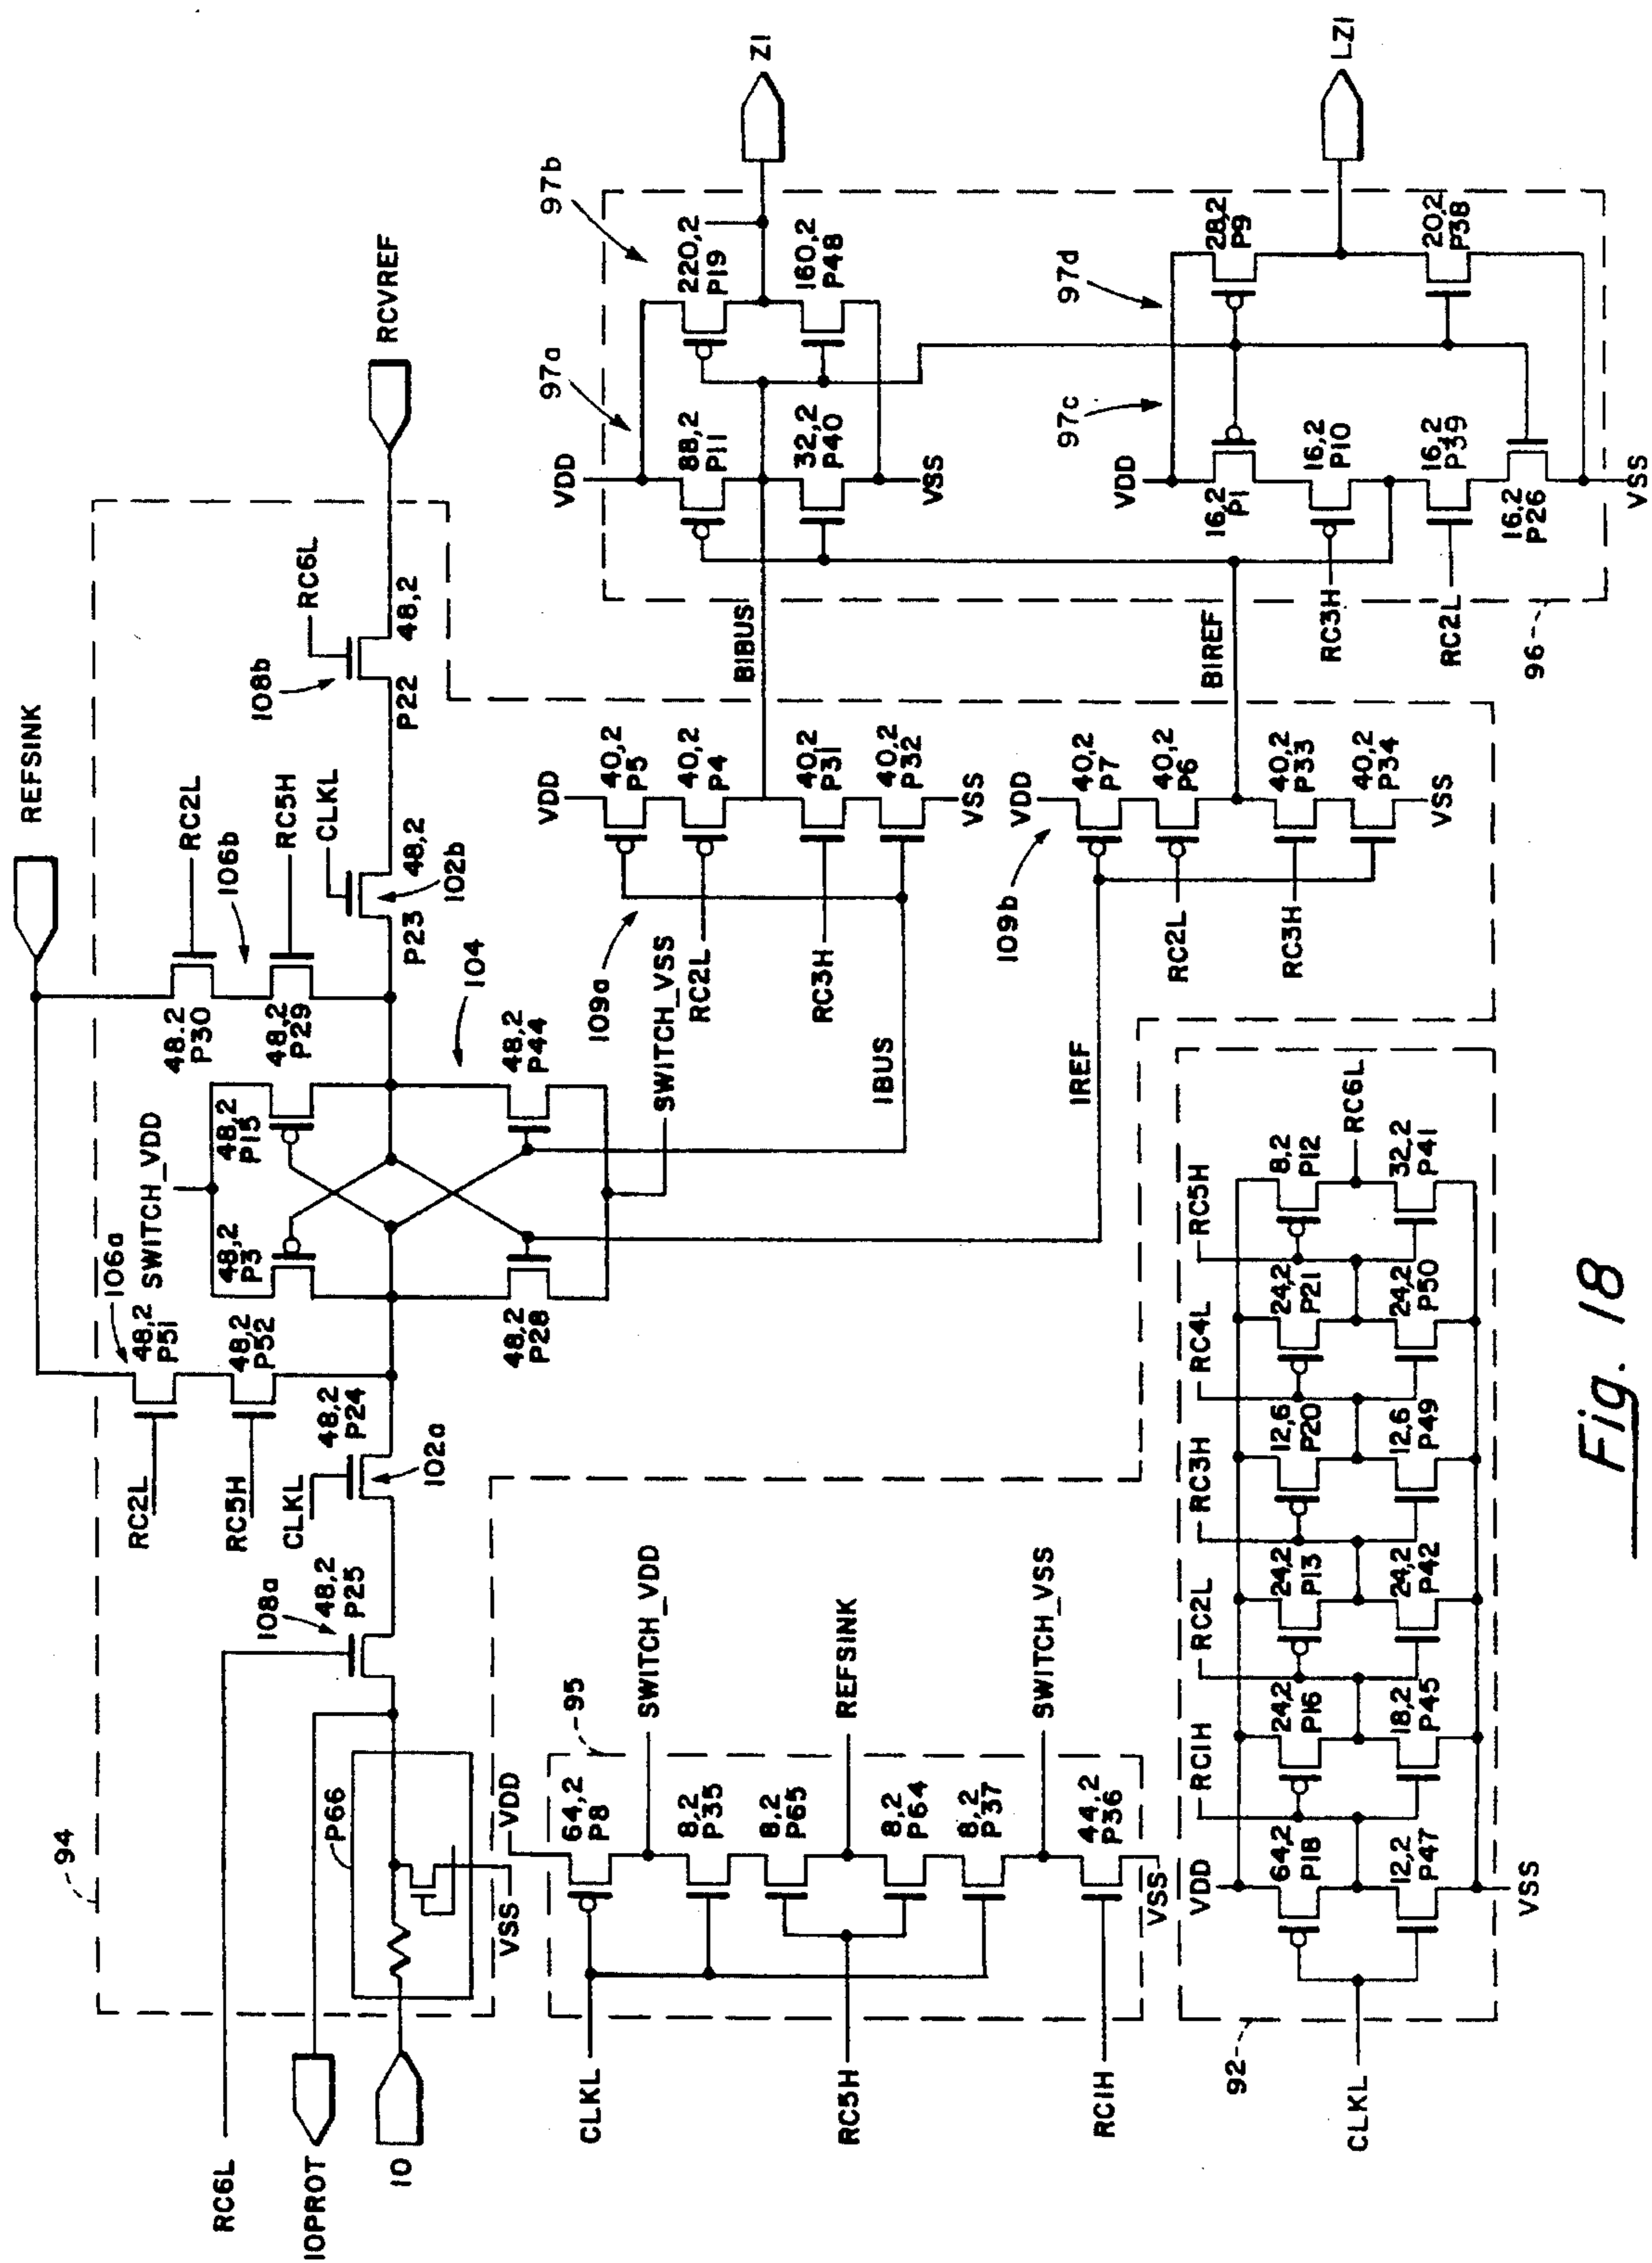 94
RC6L
IOPROT
IO
P66
VSS
108a
48,2
P25
CLKL
102a
48,2
P24
RC2L
RC5H
106a
48,2
P51
48,2
P52
SWITCH_VDD
48,2
P3
48,2
P15
48,2
P28
48,2
P44
104
SWITCH_VSS
REFSINK
48.2
P30
48,2
P29
RC2L
106b
RC5H
CLKL
P23
48,2
102b
108b
RC6L
P22
48,2
RCVREF
IBUS
IREF
109a
RC2L
RC3H
VDD
40,2
P5
40,2
P4
40,2
P31
40,2
P32
VSS
109b
RC2L
RC3H
VDD
40,2
P7
40,2
P6
40,2
P33
40,2
P34
VSS
BIBUS
BIREF
97a
97b
VDD
88,2
P11
220,2
P19
32,2
P40
160,2
P48
VSS
ZI
97c
97d
VDD
16,2
P1
28,2
P9
16,2
P10
RC3H
16,2
P39
RC2L
16,2
P26
20,2
P38
VSS
LZI
96
95
VDD
64,2
P8
SWITCH_VDD
8,2
P35
8,2
P65
REFSINK
8,2
P64
8,2
P37
SWITCH_VSS
44,2
P36
VSS
CLKL
RC5H
RC1H
92
CLKL
VDD
RC1H
RC2L
RC3H
RC4L
RC5H
64,2
P18
24,2
P16
24,2
P13
12,6
P20
24,2
P21
8,2
P12
12,2
P47
18,2
P45
24,2
P42
12,6
P49
24,2
P50
32,2
P41
RC6L
VSS
Fig. 18